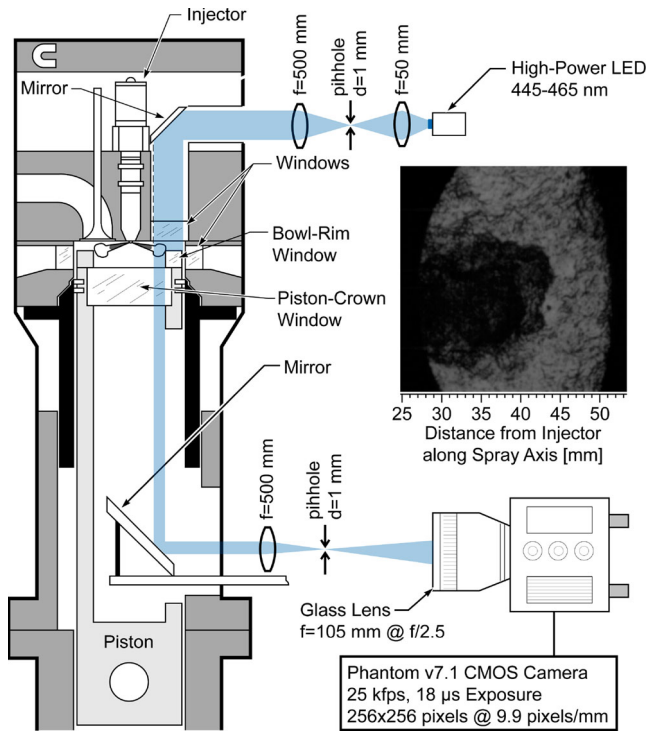 Injector
Mirror
f=500 mm
pihhole
d=1 mm
f=50 mm
High-Power LED
445-465 nm
Windows
Bowl-Rim
Window
Piston-Crown
Window
Mirror
25 30 35 40 45 50
Distance from Injector
along Spray Axis [mm]
f=500 mm
pihhole
d=1 mm
Glass Lens
f=105 mm @ f/2.5
Piston
Phantom v7.1 CMOS Camera
25 kfps, 18 µs Exposure
256x256 pixels @ 9.9 pixels/mm